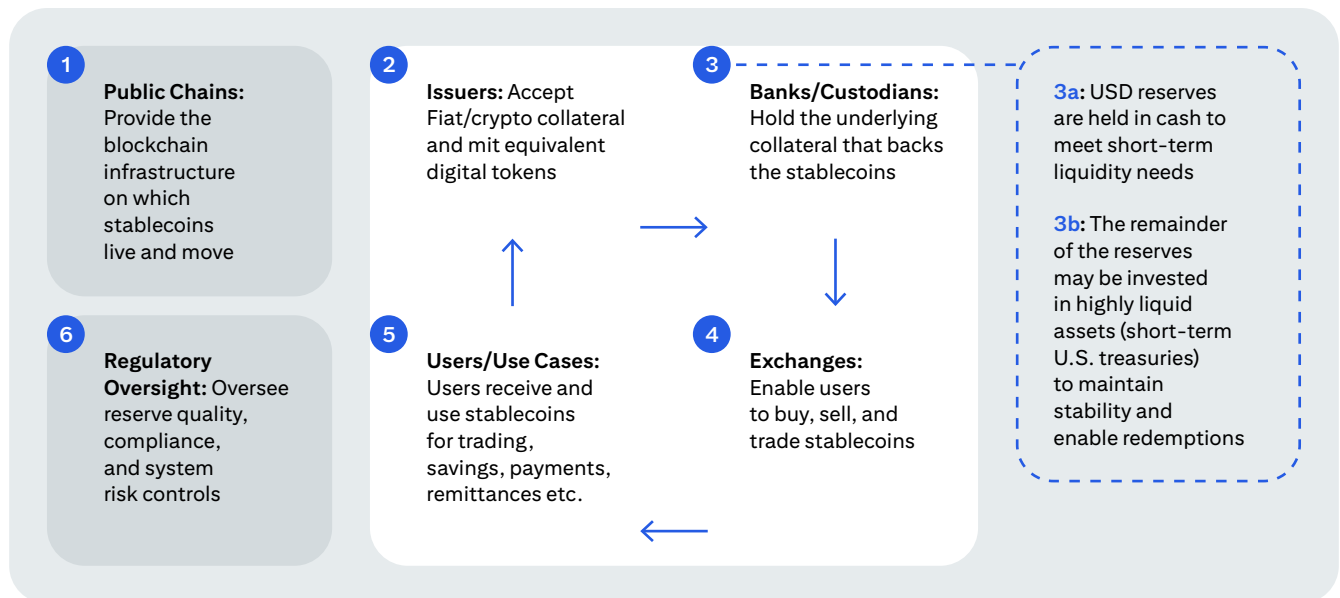 1
Public Chains:
Provide the
blockchain
infrastructure
on which
stablecoins
live and move
2
Issuers: Accept
Fiat/crypto collateral
and mit equivalent
digital tokens
3
Banks/Custodians:
Hold the underlying
collateral that backs
the stablecoins
3a: USD reserves
are held in cash to
meet short-term
liquidity needs
3b: The remainder
of the reserves
may be invested
in highly liquid
assets (short-term
U.S. treasuries)
to maintain
stability and
enable redemptions
6
Regulatory
Oversight: Oversee
reserve quality,
compliance,
and system
risk controls
5
Users/Use Cases:
Users receive and
use stablecoins
for trading,
savings, payments,
remittances etc.
4
Exchanges:
Enable users
to buy, sell, and
trade stablecoins